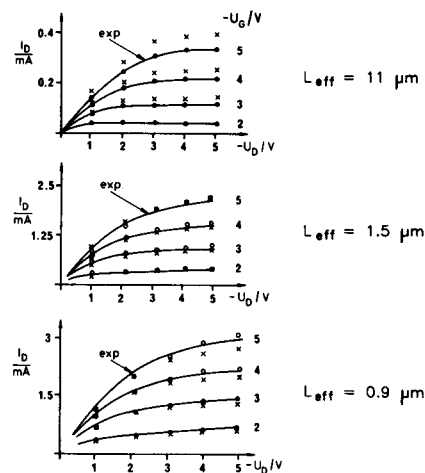 -U_G/V
I_D/mA
exp
0.4
0.2
5
4
3
2
1 2 3 4 5
-U_D/V
L_eff = 11 µm
I_D/mA
exp
2.5
1.25
5
4
3
2
1 2 3 4 5
-U_D/V
L_eff = 1.5 µm
I_D/mA
exp
3
1.5
5
4
3
2
1 2 3 4 5
-U_D/V
L_eff = 0.9 µm